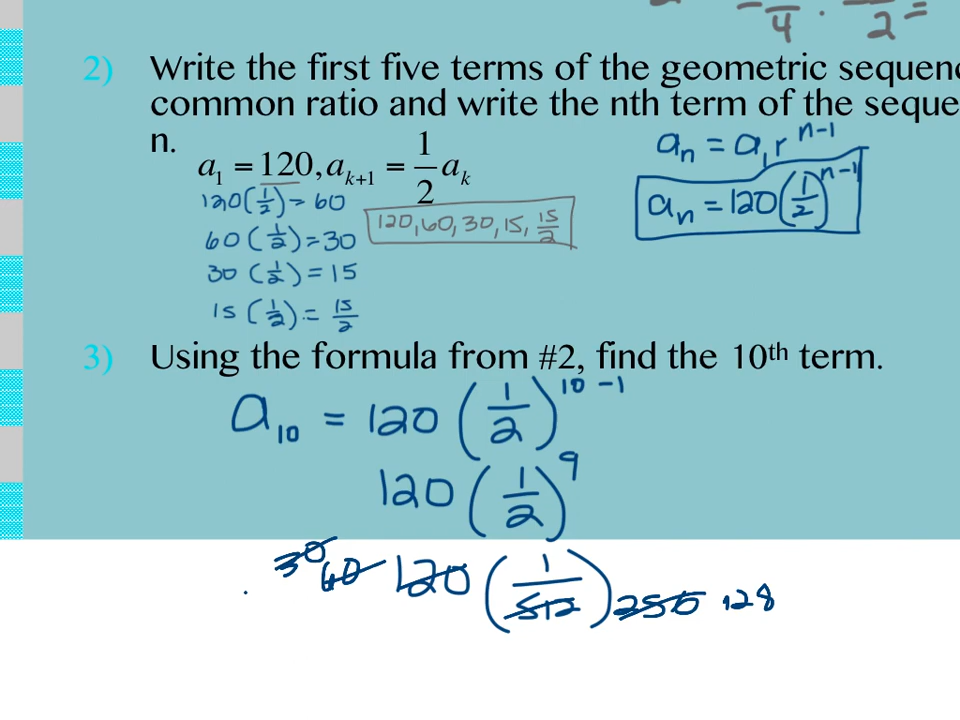 4 . 2 =
2) Write the first five terms of the geometric sequenc
common ratio and write the nth term of the seque
n.
a₁ = 120, aₖ₊₁ = 1/2 aₖ
aₙ = a₁ r^(n-1)
aₙ = 120(1/2)^(n-1)
120(1/2) = 60
60(1/2) = 30
30(1/2) = 15
15(1/2) = 15/2
120, 60, 30, 15, 15/2
3) Using the formula from #2, find the 10th term.
a₁₀ = 120(1/2)^(10-1)
120(1/2)^9
30 60 120(1/512) 256 128